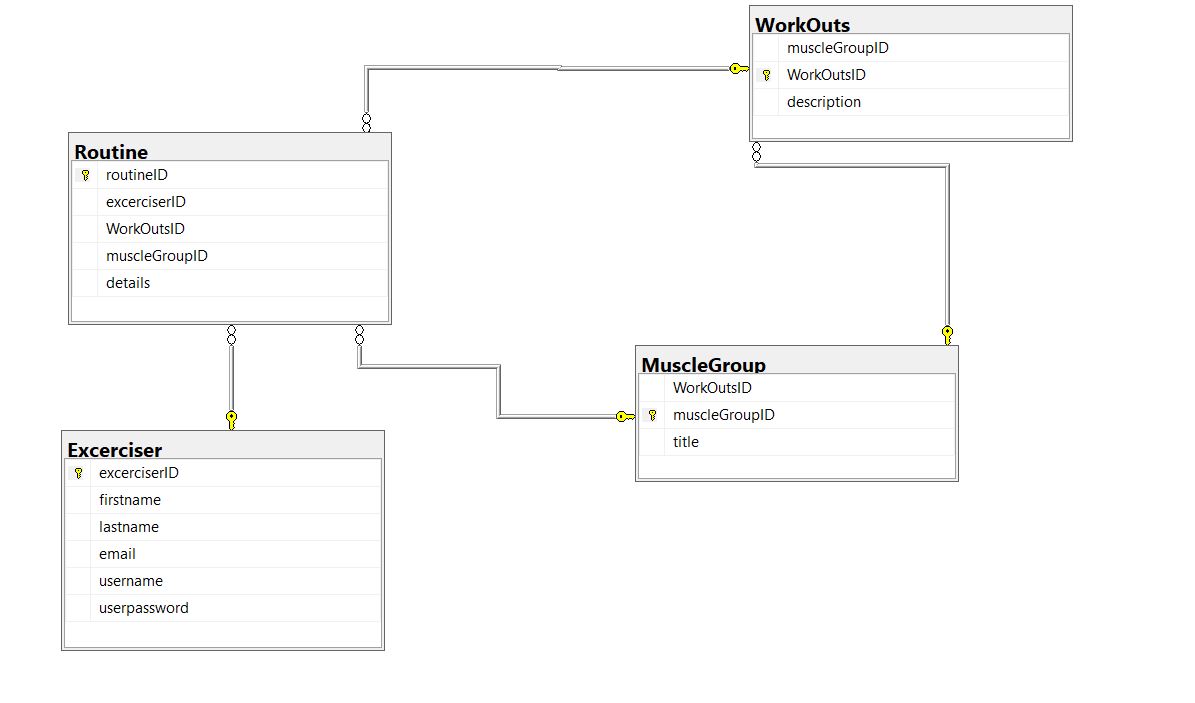 WorkOuts
muscleGroupID
WorkOutsID
description
Routine
routineID
excerciserID
WorkOutsID
muscleGroupID
details
MuscleGroup
WorkOutsID
muscleGroupID
title
Excerciser
excerciserID
firstname
lastname
email
username
userpassword